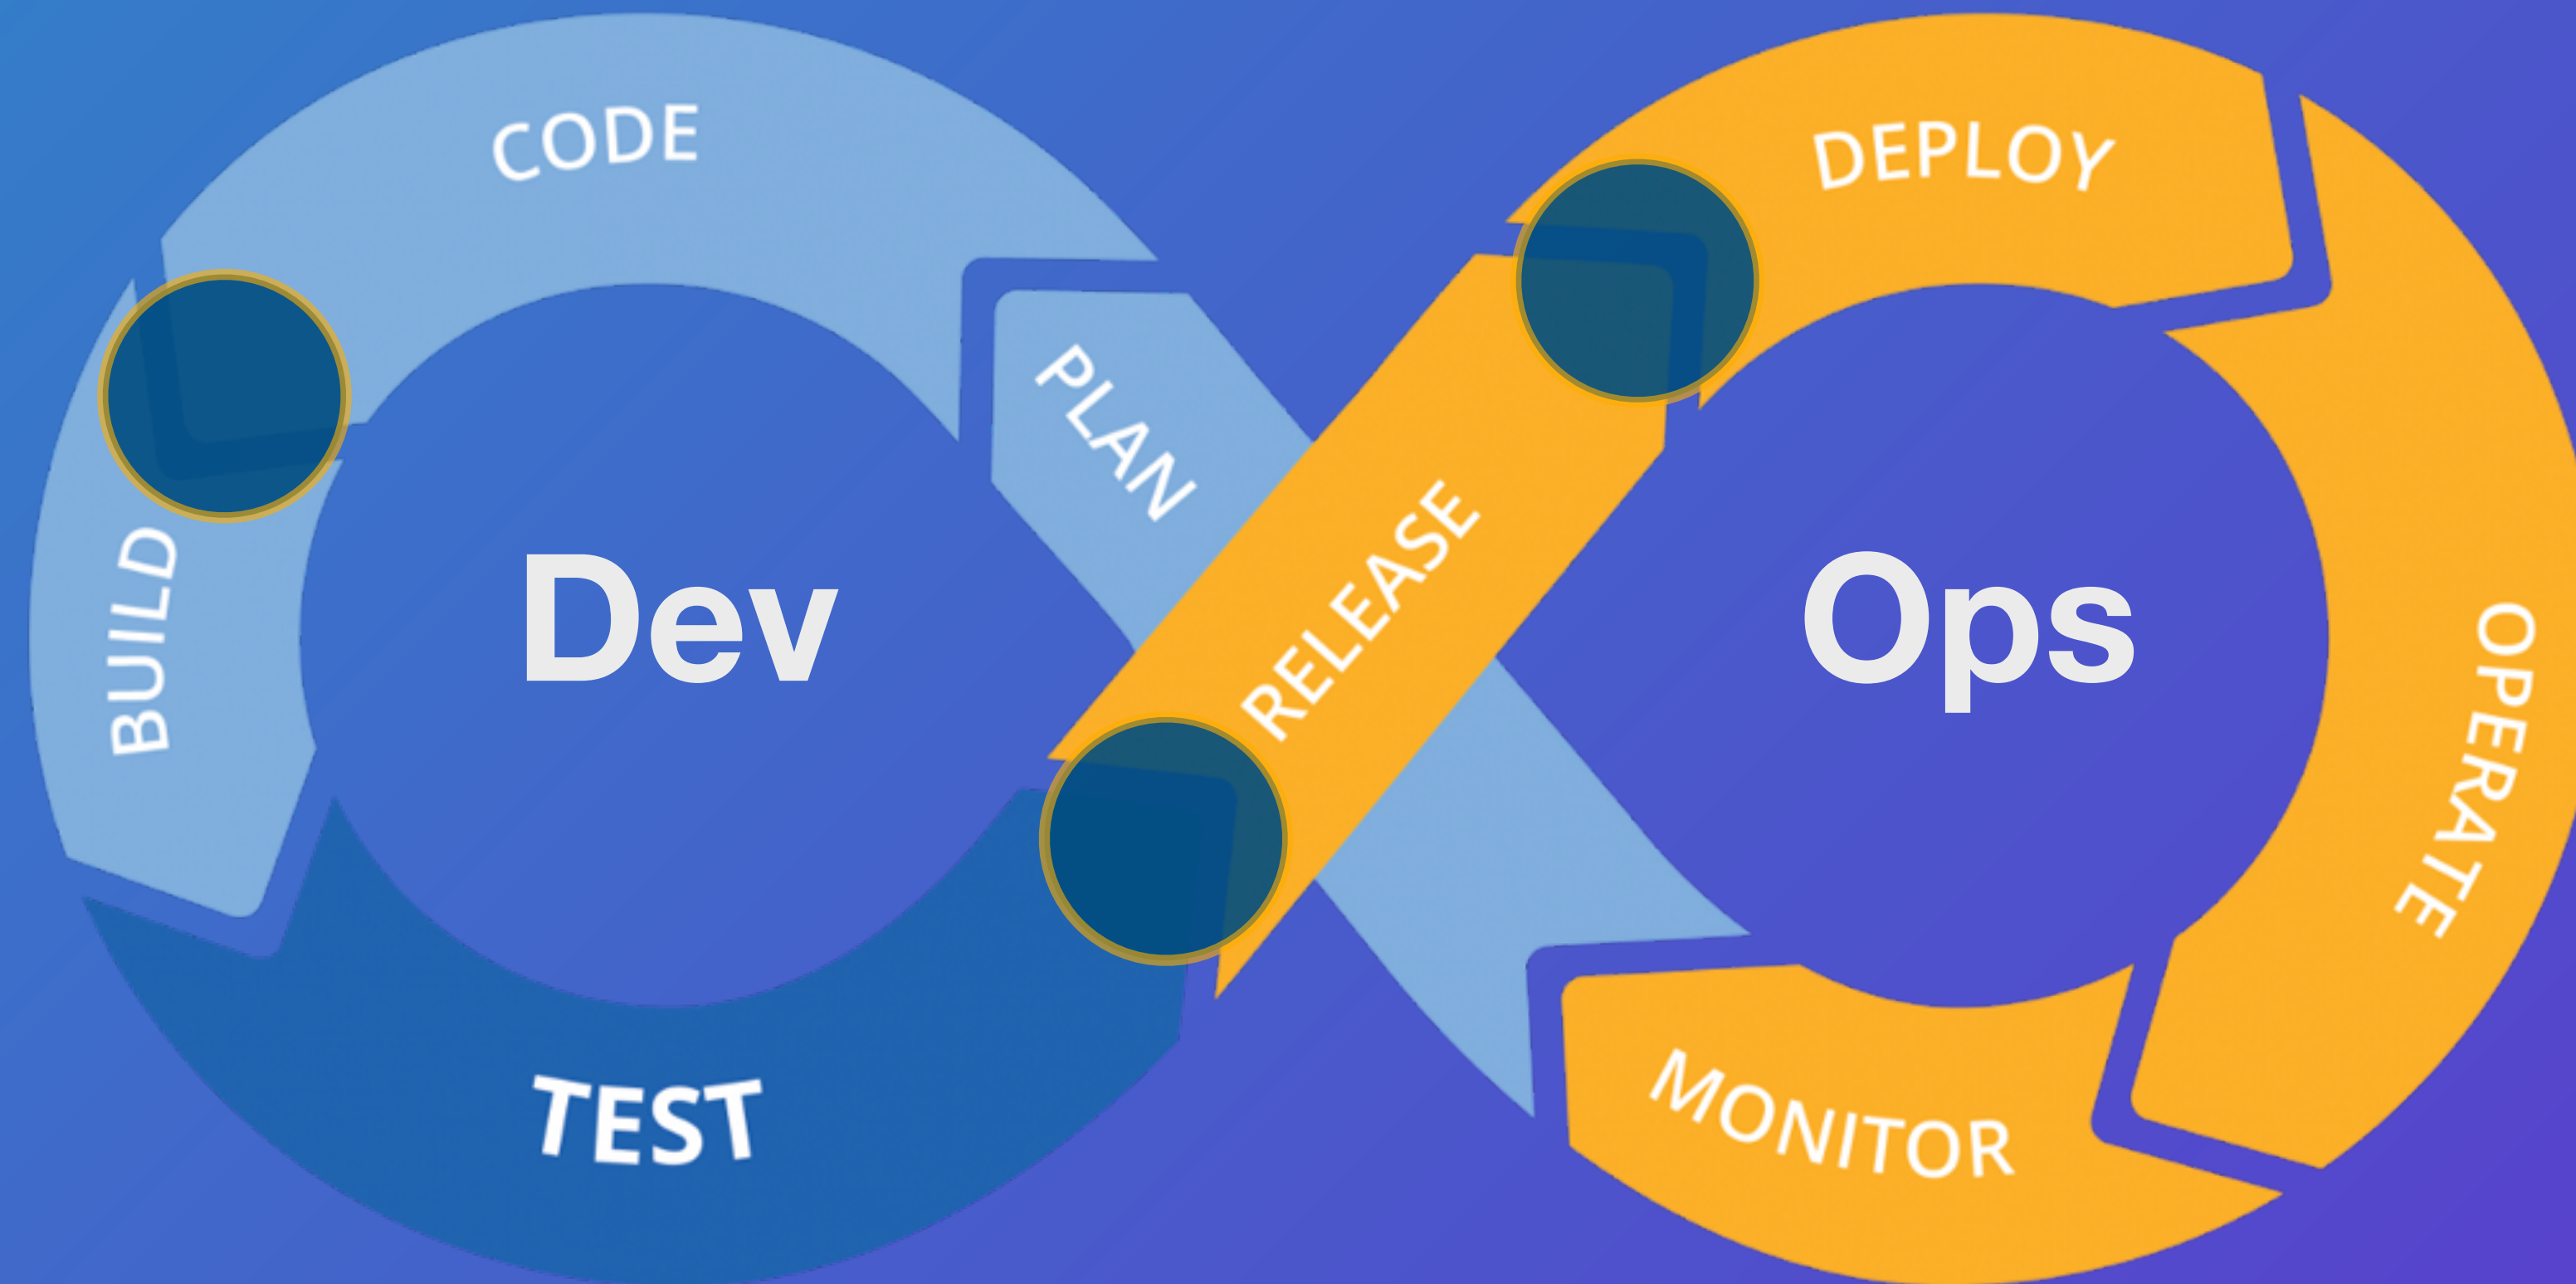 CODE
DEPLOY
PLAN
BUILD
Dev
RELEASE
Ops
OPERATE
TEST
MONITOR